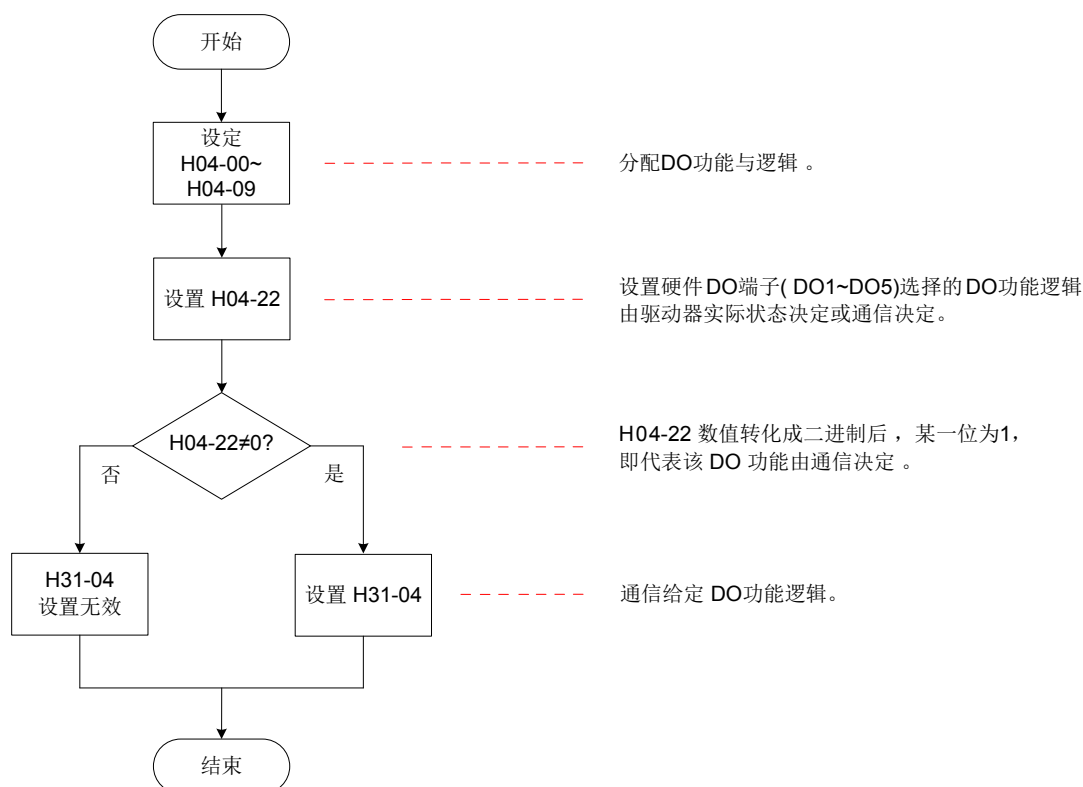 开始
设定
H04-00~
H04-09
分配DO功能与逻辑 。
设置 H04-22
设置硬件DO端子( DO1~DO5)选择的DO功能逻辑
由驱动器实际状态决定或通信决定。
H04-22≠0?
H04-22 数值转化成二进制后 ，某一位为1，
即代表该 DO 功能由通信决定 。
否
是
H31-04
设置无效
设置 H31-04
通信给定 DO功能逻辑。
结束